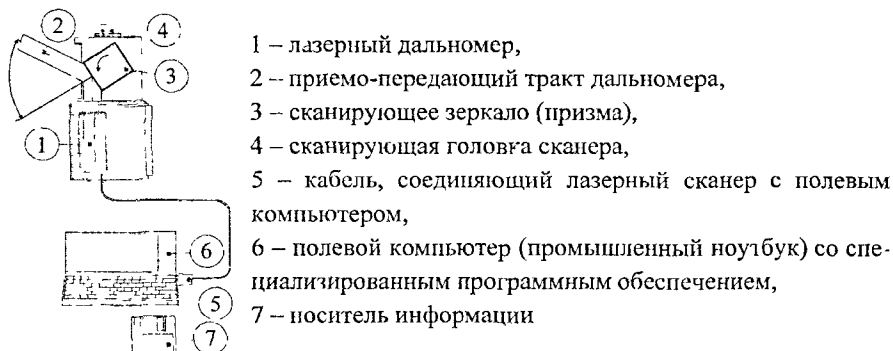 2
4
3
1
6
5
7
1 – лазерный дальномер,
2 – приемо-передающий тракт дальномера,
3 – сканирующее зеркало (призма),
4 – сканирующая головка сканера,
5 – кабель, соединяющий лазерный сканер с полевым
компьютером,
6 – полевой компьютер (промышленный ноутбук) со спе-
циализированным программным обеспечением,
7 – носитель информации